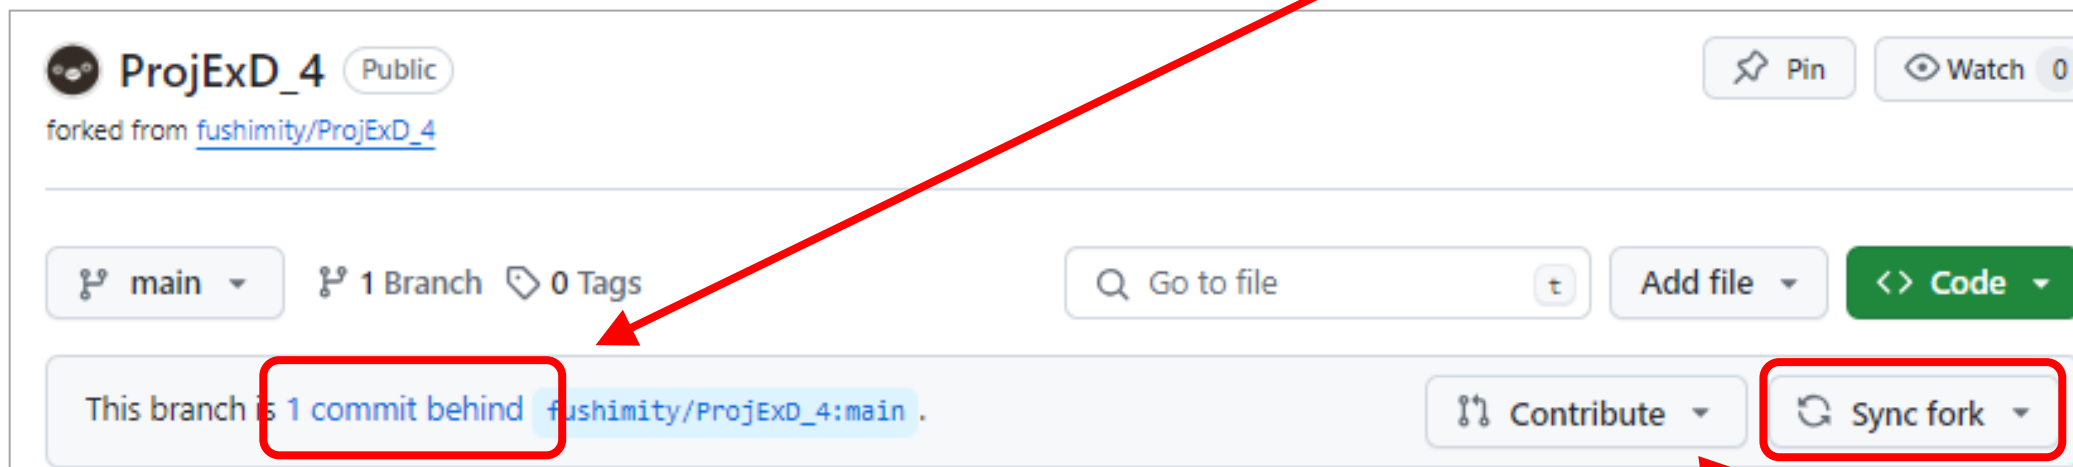 ProjExD_4 Public Pin Watch 0
forked from fushimity/ProjExD_4
main 1 Branch 0 Tags Go to file t Add file <> Code
This branch is 1 commit behind fushimity/ProjExD_4:main . Contribute Sync fork